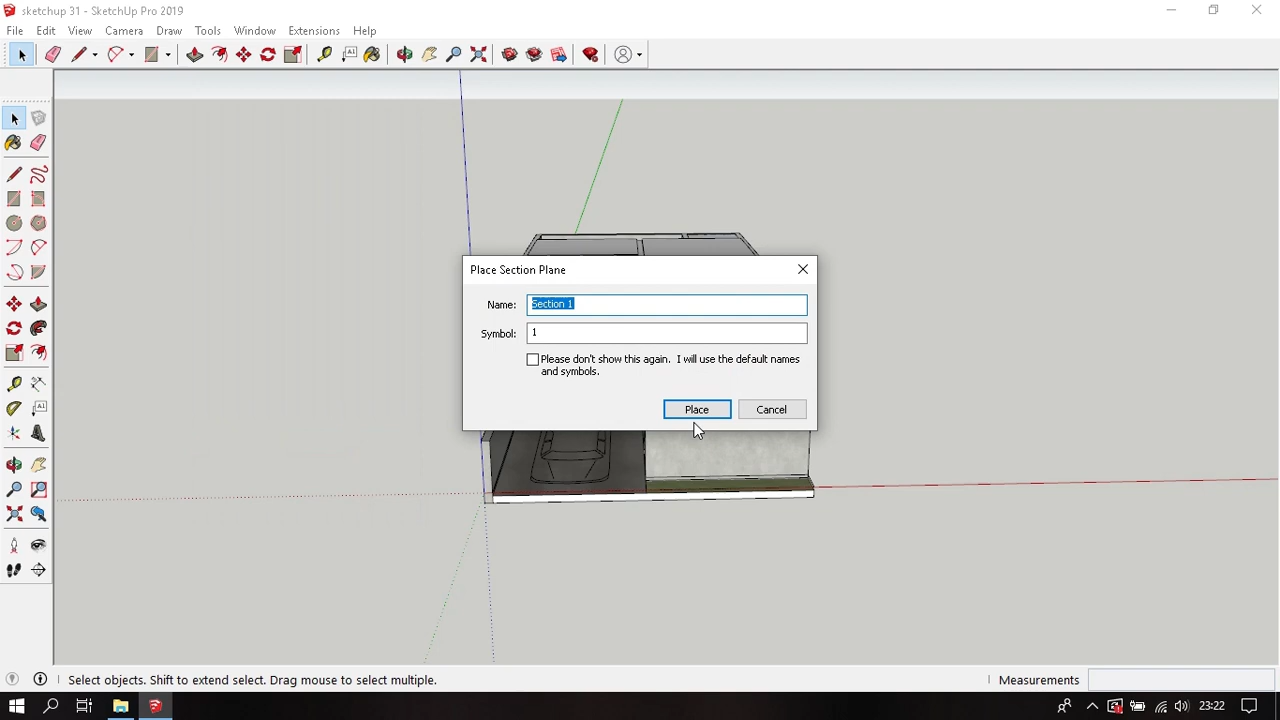 sketchup 31 - SketchUp Pro 2019
File Edit View Camera Draw Tools Window Extensions Help
A1
Place Section Plane
Name: Section 1
Symbol: 1
Please don't show this again. I will use the default names
and symbols.
Place Cancel
A1
Select objects. Shift to extend select. Drag mouse to select multiple.
Measurements
23:22